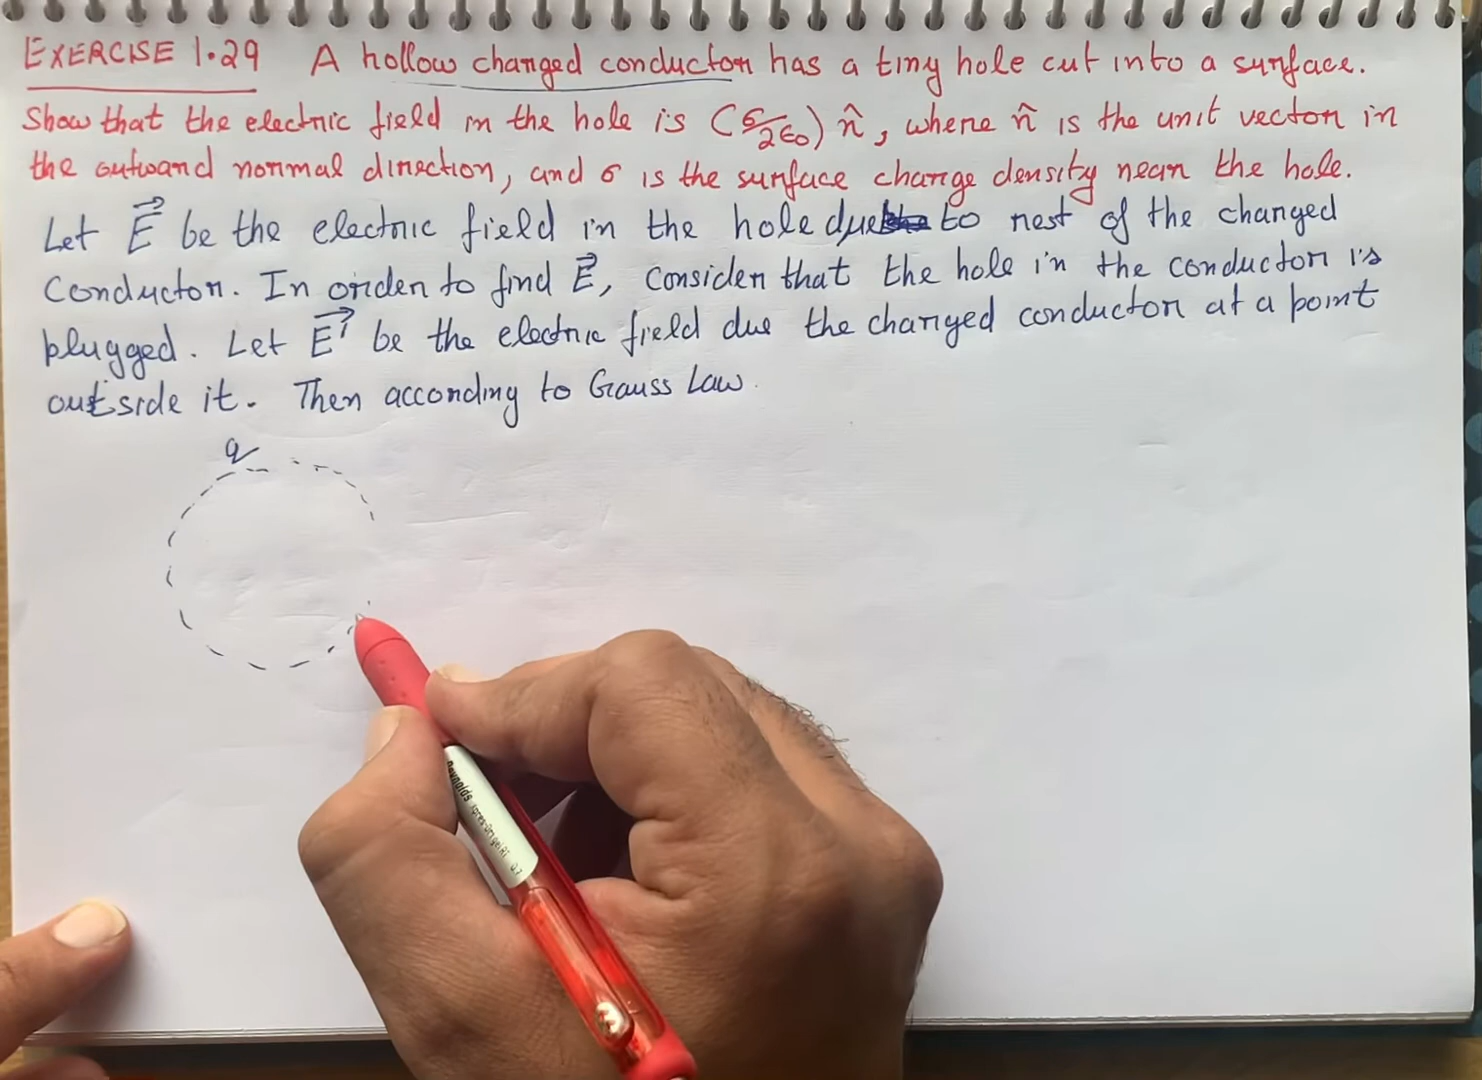 EXERCISE 1.29 A hollow charged conductor has a tiny hole cut into a surface.
Show that the electric field in the hole is (σ/2ϵ₀) n̂, where n̂ is the unit vector in
the outward normal direction, and σ is the surface charge density near the hole.
Let E⃗ be the electric field in the hole due to rest of the charged
Conductor. In order to find E⃗, Consider that the hole in the conductor is
plugged. Let E⃗' be the electric field due the charged conductor at a point
outside it. Then according to Gauss Law.
q
Reynolds
0.7